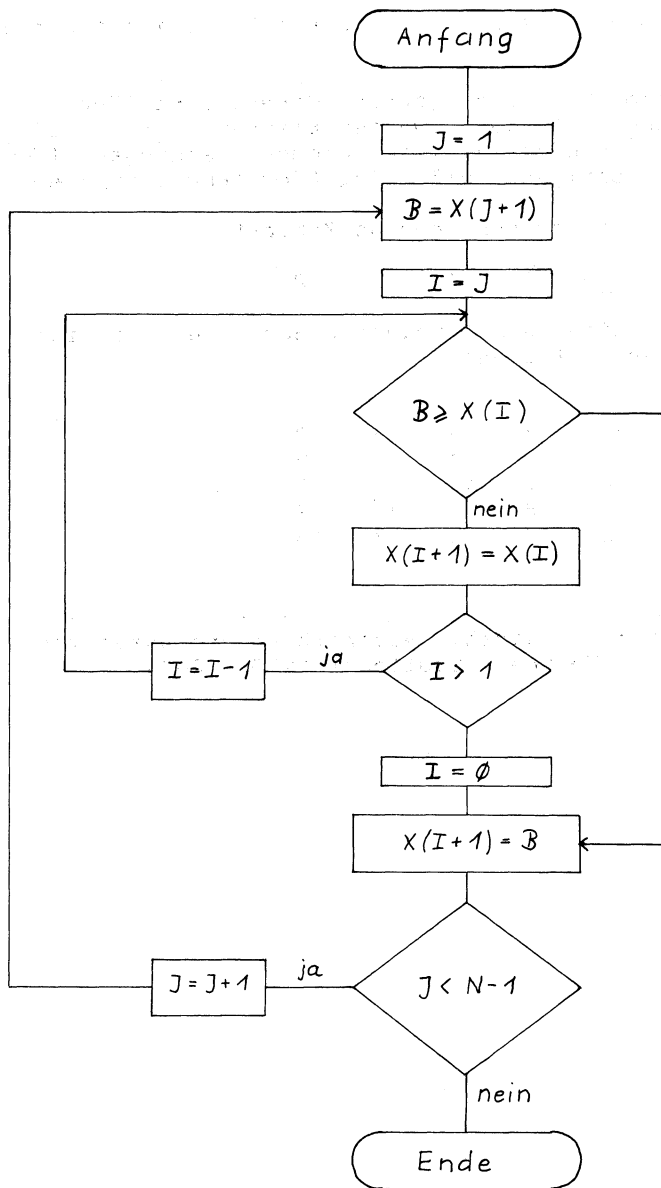 Anfang
J = 1
B = X(J+1)
I = J
B ⩾ X(I)
nein
X(I+1) = X(I)
I > 1
ja
I = I-1
I = Ø
X(I+1) = B
J < N-1
ja
J = J+1
nein
Ende